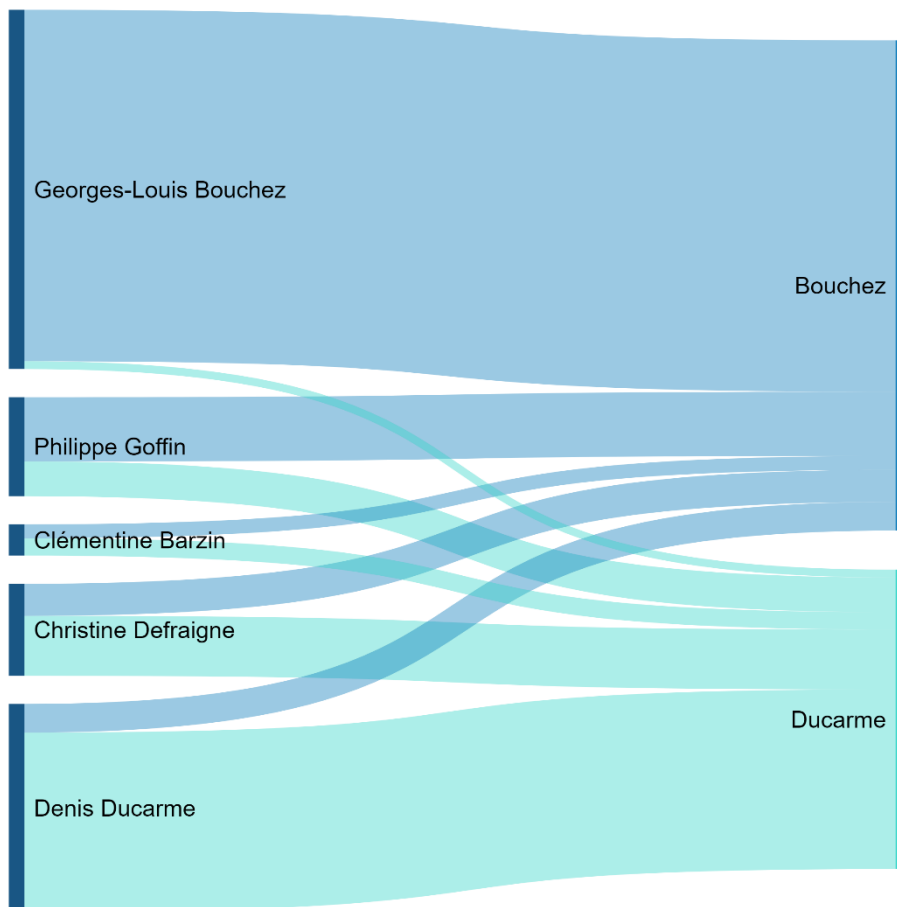 Georges-Louis Bouchez
Bouchez
Philippe Goffin
Clémentine Barzin
Christine Defraigne
Ducarme
Denis Ducarme